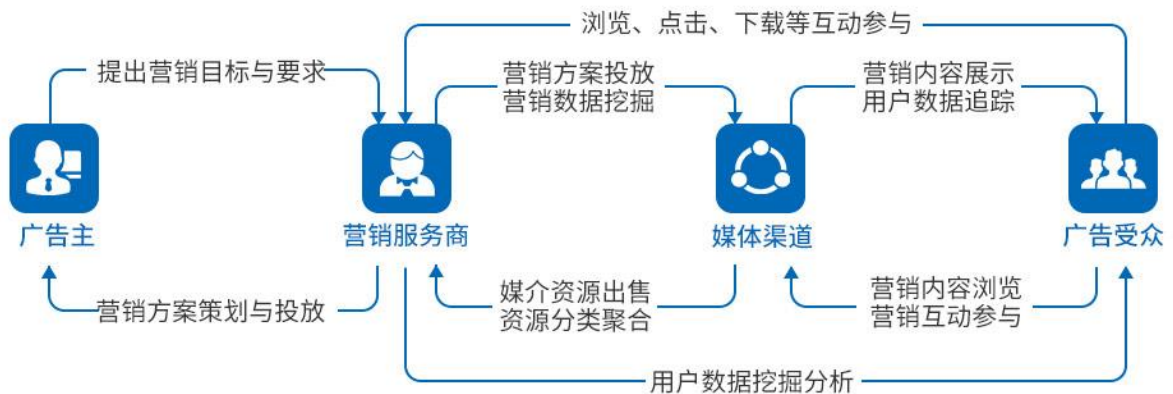 浏览、点击、下载等互动参与
提出营销目标与要求
营销方案投放
营销数据挖掘
营销内容展示
用户数据追踪
广告主
营销服务商
媒体渠道
广告受众
营销方案策划与投放
媒介资源出售
资源分类聚合
营销内容浏览
营销互动参与
用户数据挖掘分析